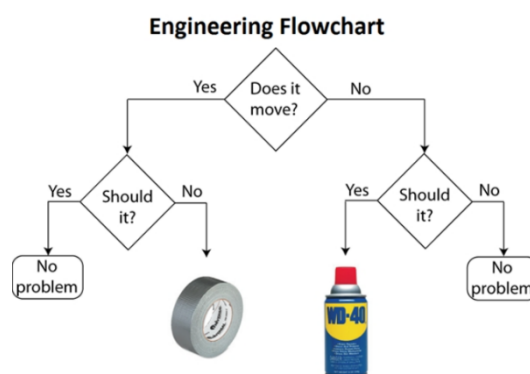 Engineering Flowchart
Yes
Does it
move?
No
Yes
Should
it?
No
Yes
Should
it?
No
No
problem
WD-40
No
problem